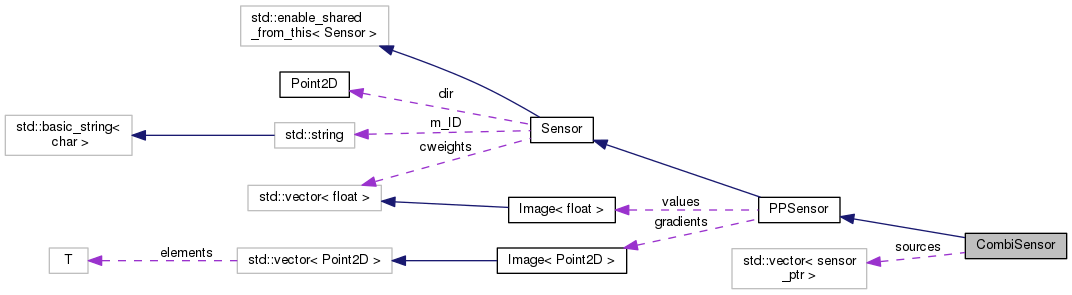 std::enable_shared
_from_this< Sensor >
Point2D
dir
std::basic_string<
char >
std::string
m_ID
Sensor
cweights
std::vector< float >
Image< float >
values
PPSensor
gradients
T
elements
std::vector< Point2D >
Image< Point2D >
std::vector< sensor
_ptr >
sources
CombiSensor